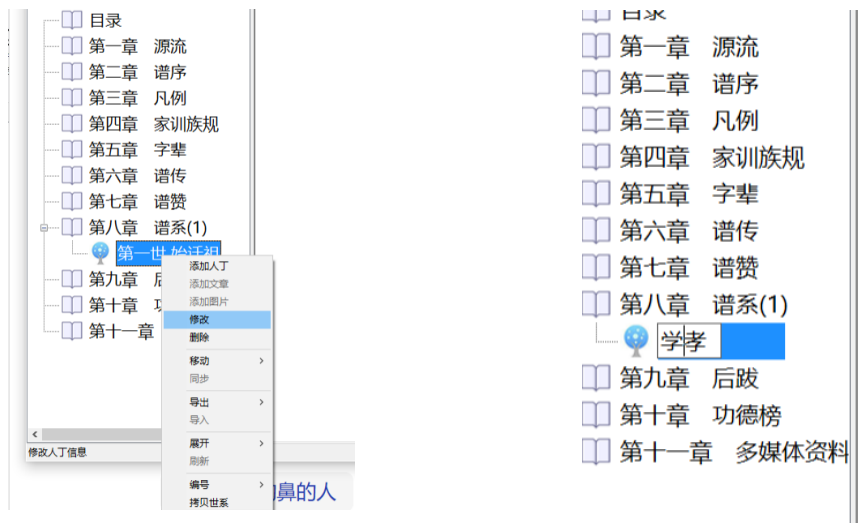 目录
第一章 源流
第二章 谱序
第三章 凡例
第四章 家训族规
第五章 字辈
第六章 谱传
第七章 谱赞
第八章 谱系(1)
第一世 始迁祖
第九章
第十章
第十一章
修改人丁信息
添加人丁
添加文章
添加图片
修改
删除
移动
同步
导出
导入
展开
刷新
编号
拷贝世系
鼻的人
目录
第一章 源流
第二章 谱序
第三章 凡例
第四章 家训族规
第五章 字辈
第六章 谱传
第七章 谱赞
第八章 谱系(1)
学孝
第九章 后跋
第十章 功德榜
第十一章 多媒体资料